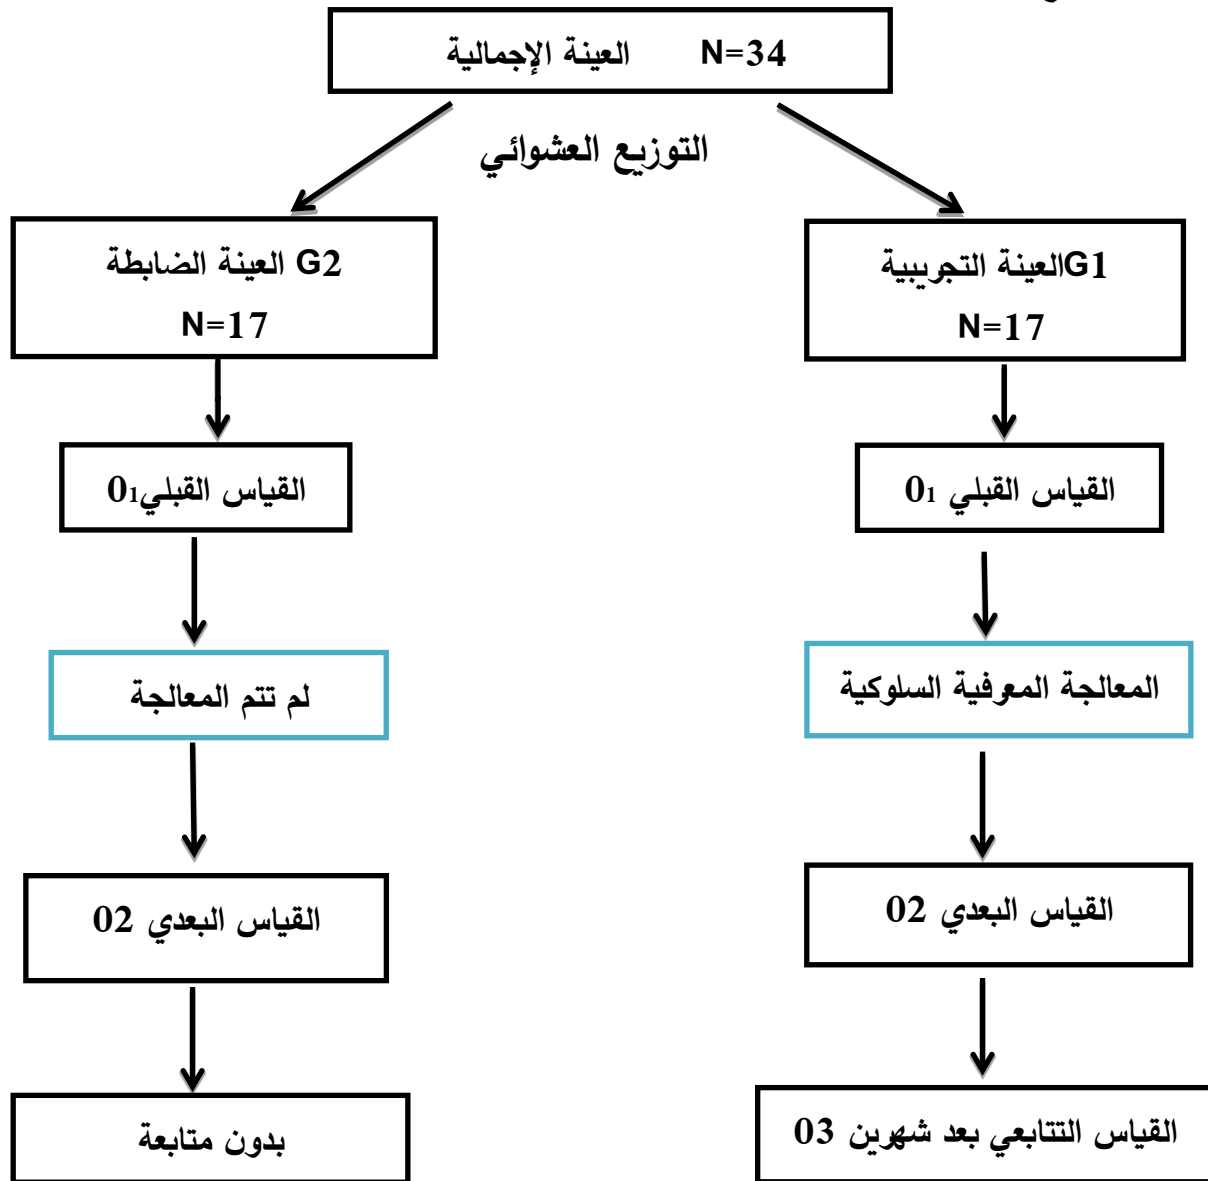 العينة الإجمالية N=34
التوزيع العشوائي
G1العينة التجريبية
N=17
G2 العينة الضابطة
N=17
القياس القبلي 0₁
القياس القبلي0₁
المعالجة المعرفية السلوكية
لم تتم المعالجة
القياس البعدي 02
القياس البعدي 02
القياس التتابعي بعد شهرين 03
بدون متابعة